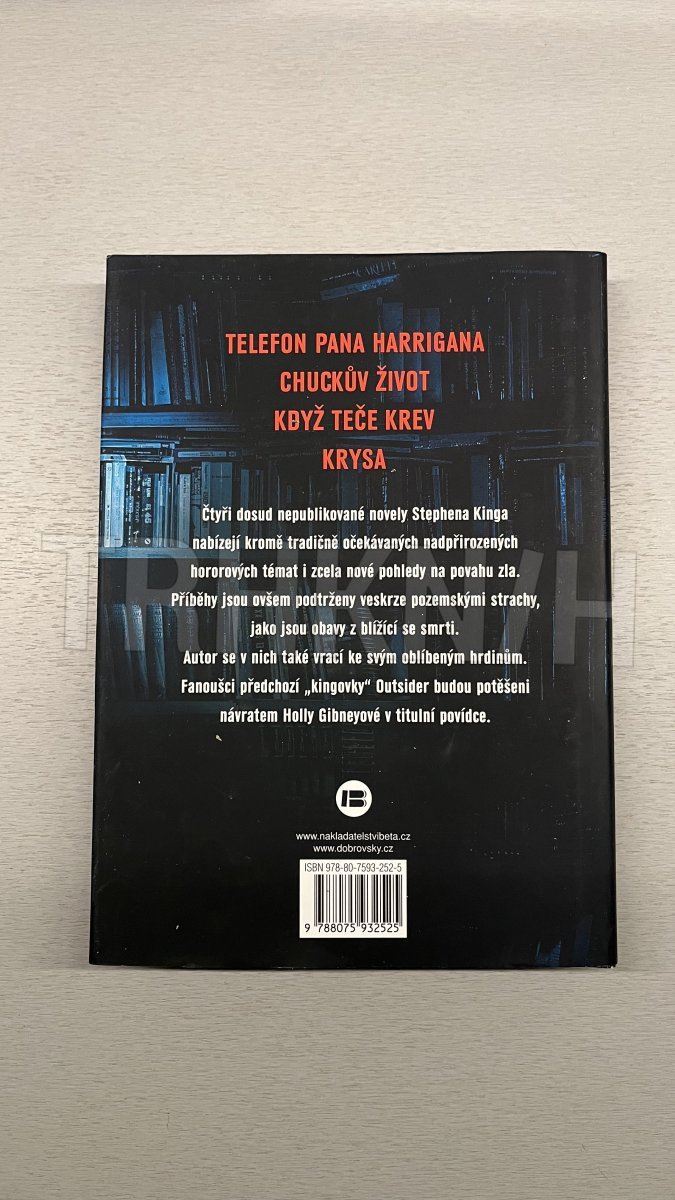 TELEFON PANA HARRIGANA
CHUCKŮV ŽIVOT
KDYŽ TEČE KREV
KRYSA
Čtyři dosud nepublikované novely Stephena Kinga
nabízejí kromě tradičně očekávaných nadpřirozených
hororových témat i zcela nové pohledy na povahu zla.
Příběhy jsou ovšem podtrženy veskrze pozemskými strachy,
jako jsou obavy z blížící se smrti.
Autor se v nich také vrací ke svým oblíbeným hrdinům.
Fanoušci předchozí „kingovky“ Outsider budou potěšeni
návratem Holly Gibneyové v titulní povídce.
B
www.nakladatelstvibeta.cz
www.dobrovsky.cz
ISBN 978-80-7593-252-5
9 788075 932525